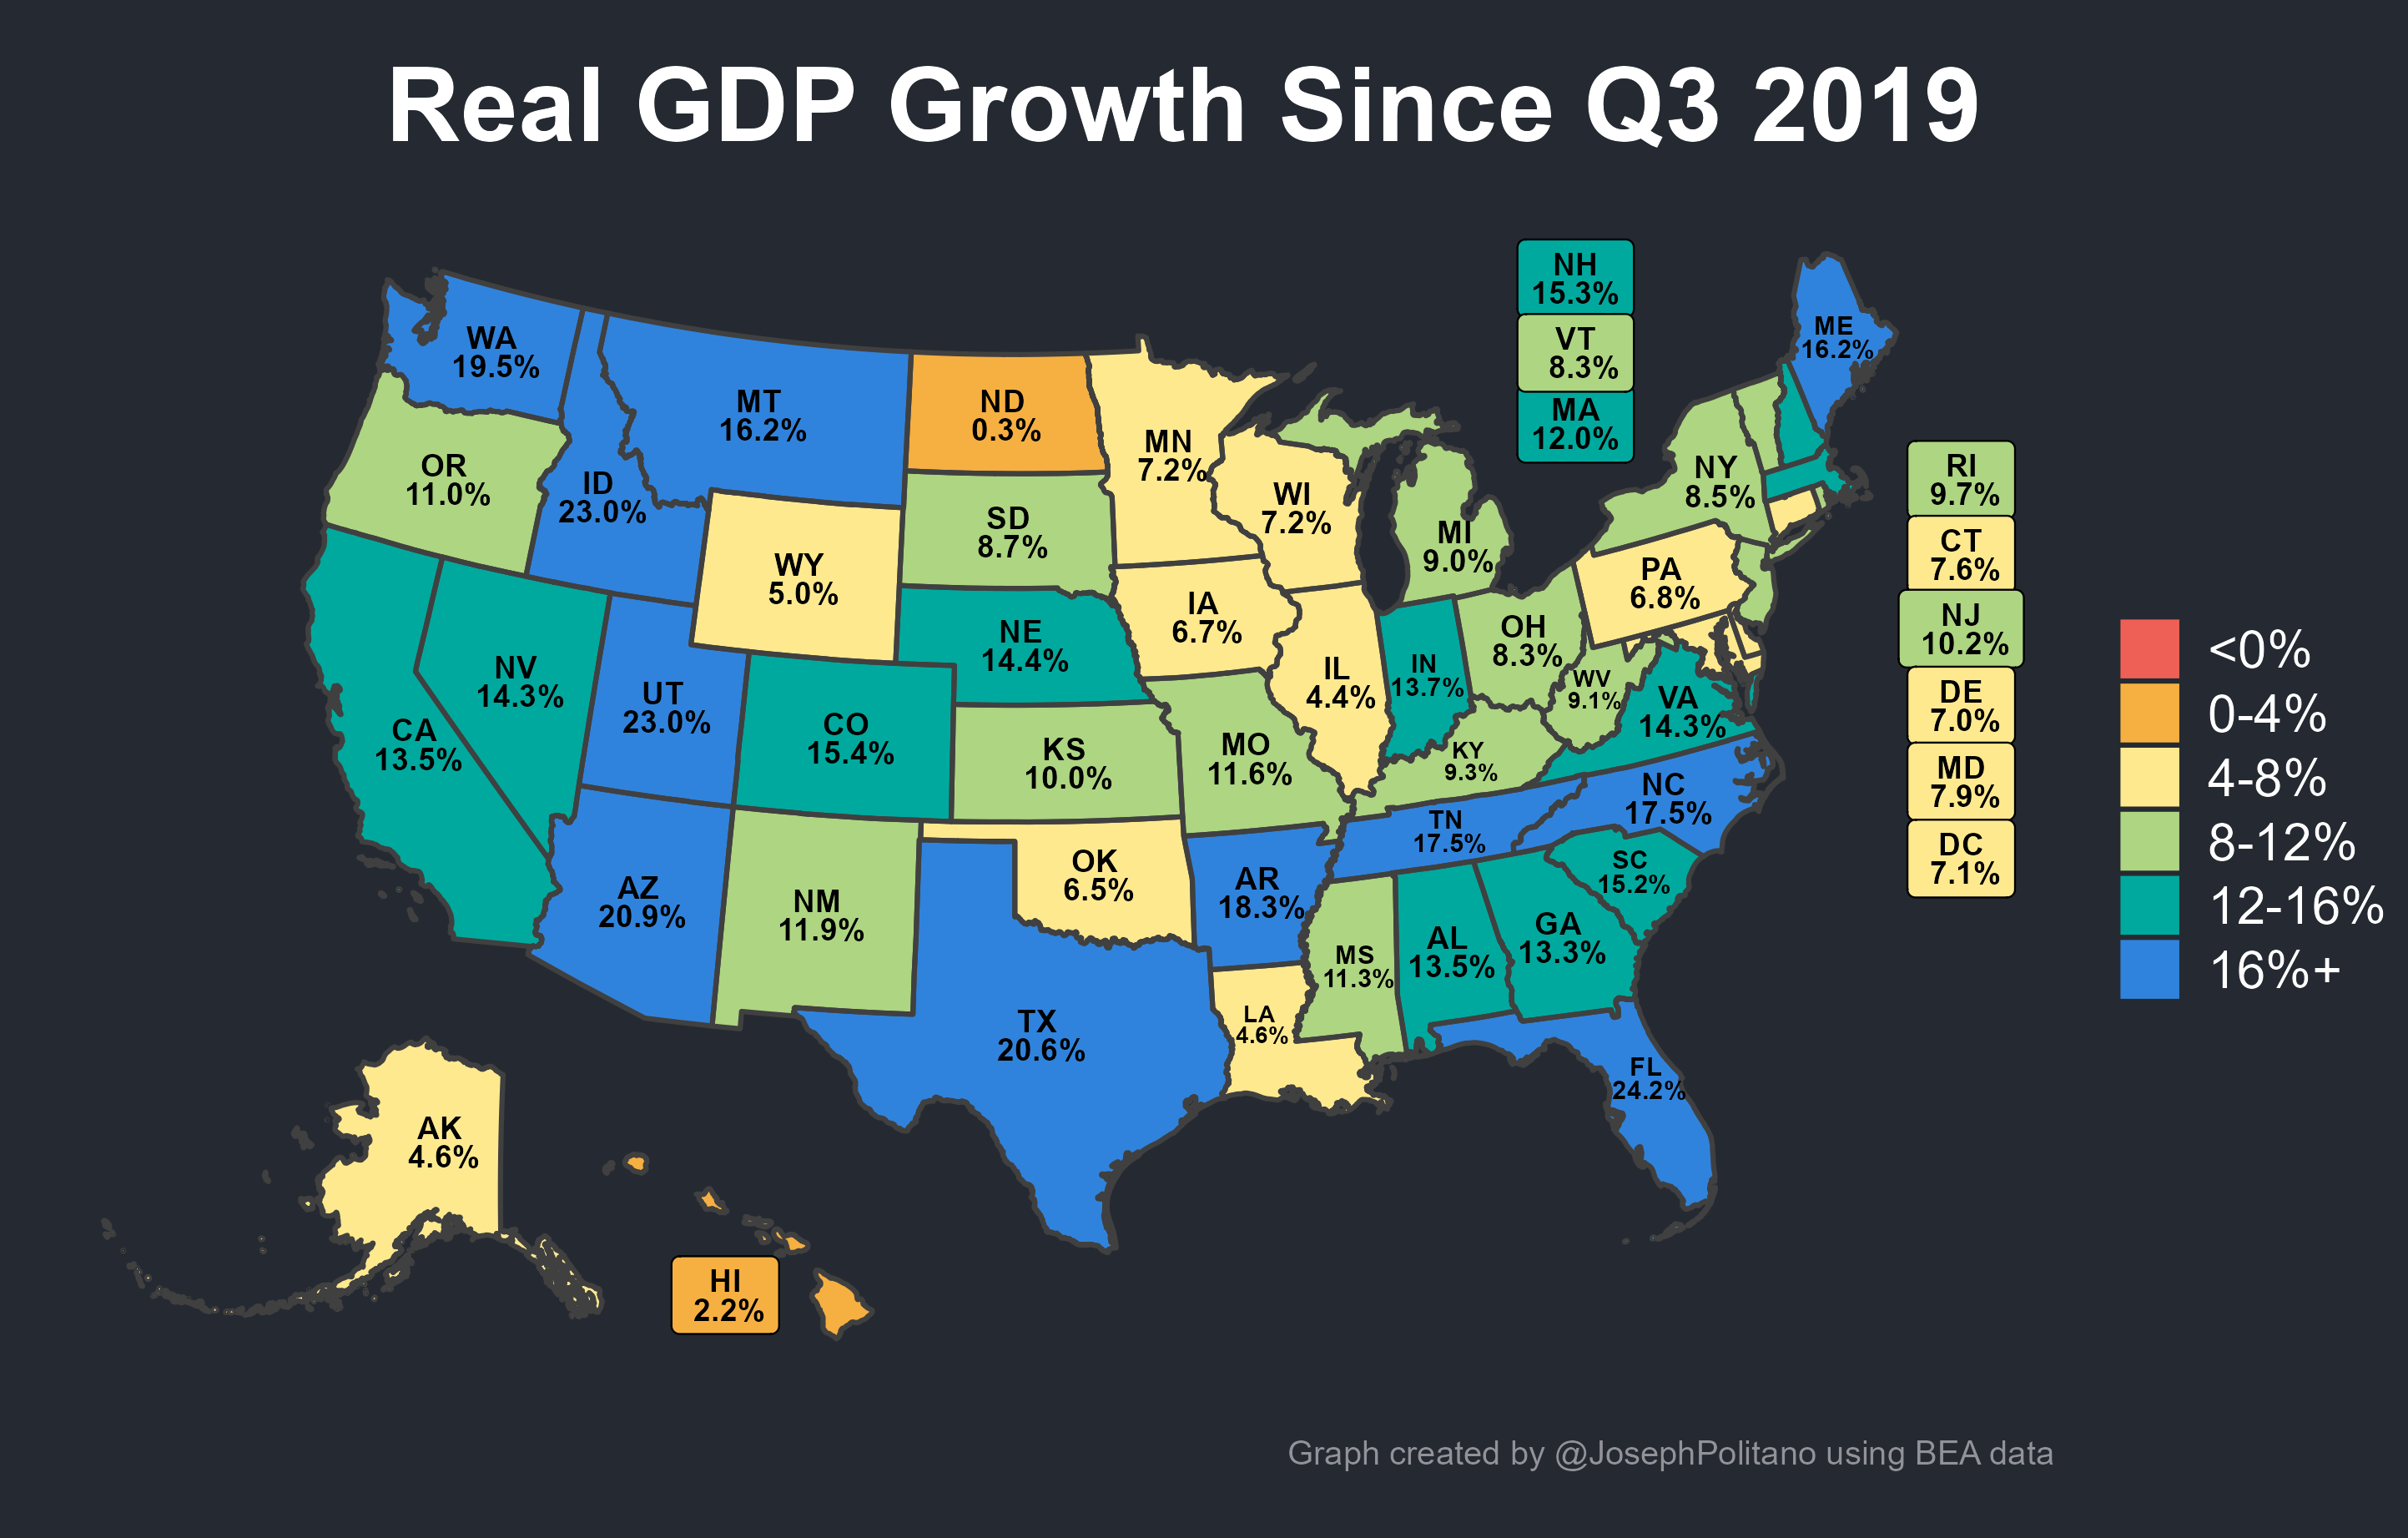 Real GDP Growth Since Q3 2019
NH
15.3%
VT
8.3%
MA
12.0%
ME
16.2%
WA
19.5%
MT
16.2%
ND
0.3%
MN
7.2%
OR
11.0%
ID
23.0%
SD
8.7%
WI
7.2%
MI
9.0%
NY
8.5%
RI
9.7%
WY
5.0%
CT
7.6%
PA
6.8%
IA
6.7%
NE
14.4%
OH
8.3%
NJ
10.2%
NV
14.3%
UT
23.0%
IL
4.4%
IN
13.7%
WV
9.1%
VA
14.3%
DE
7.0%
CA
13.5%
CO
15.4%
KS
10.0%
MO
11.6%
KY
9.3%
NC
17.5%
MD
7.9%
TN
17.5%
DC
7.1%
AZ
20.9%
NM
11.9%
OK
6.5%
AR
18.3%
SC
15.2%
MS
11.3%
AL
13.5%
GA
13.3%
TX
20.6%
LA
4.6%
FL
24.2%
AK
4.6%
HI
2.2%
<0%
0-4%
4-8%
8-12%
12-16%
16%+
Graph created by @JosephPolitano using BEA data